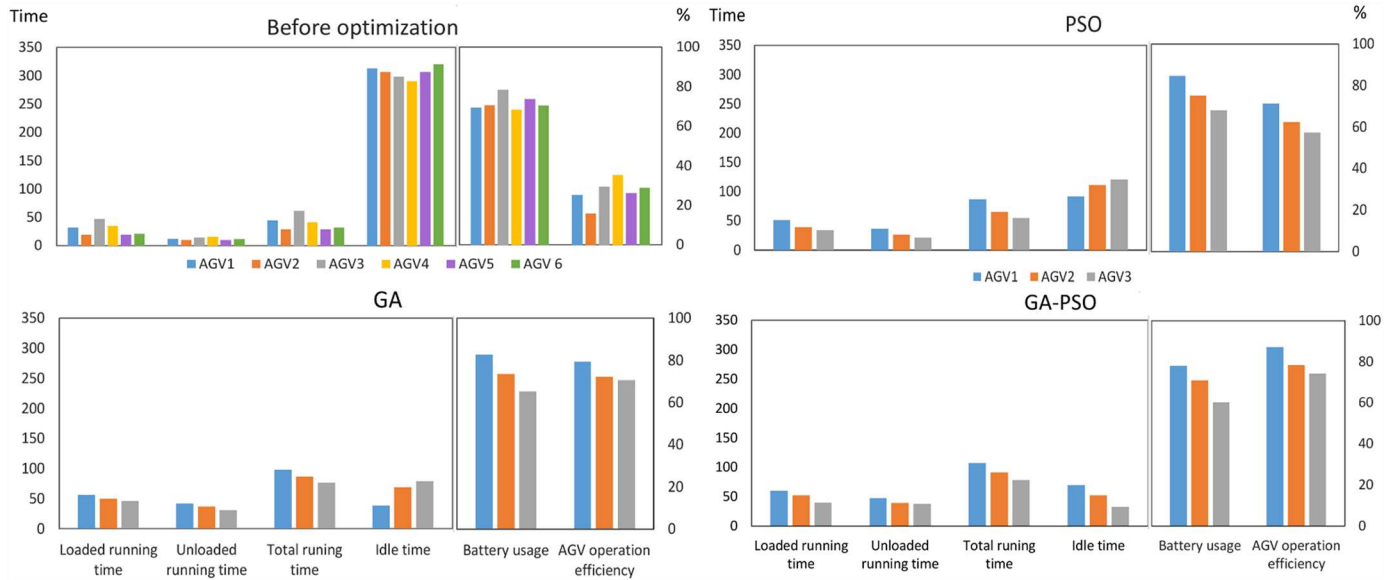 Time
Before optimization
%
350
300
250
200
150
100
50
0
100
80
60
40
20
0
AGV1 AGV2 AGV3 AGV4 AGV5 AGV 6
Time
PSO
%
350
300
250
200
150
100
50
0
100
80
60
40
20
0
AGV1 AGV2 AGV3
GA
350
300
250
200
150
100
50
0
100
80
60
40
20
0
Loaded running
time
Unloaded
running time
Total runing
time
Idle time
Battery usage
AGV operation
efficiency
GA-PSO
350
300
250
200
150
100
50
0
100
80
60
40
20
0
Loaded running
time
Unloaded
running time
Total runing
time
Idle time
Battery usage
AGV operation
efficiency